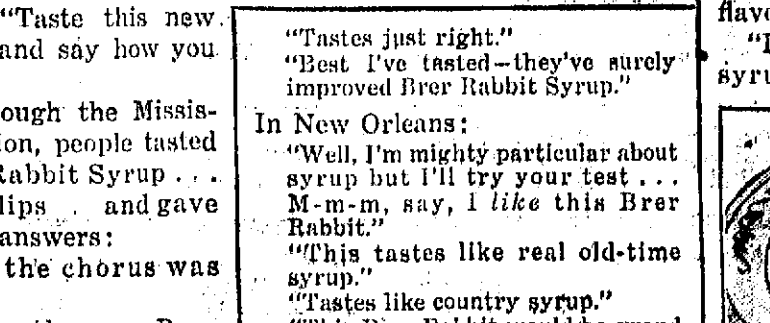 "Taste this new
and say how you
ough the Missis-
ion, people tasted
Rabbit Syrup . . .
lips . . and gave
answers:
the chorus was
"Tastes just right."
"Best I've tasted—they've surely
improved Brer Rabbit Syrup."
In New Orleans:
"Well, I'm mighty particular about
syrup but I'll try your test . . .
M-m-m, say, I like this Brer
Rabbit."
"This tastes like real old-time
syrup."
"Tastes like country syrup."
flavo
syru